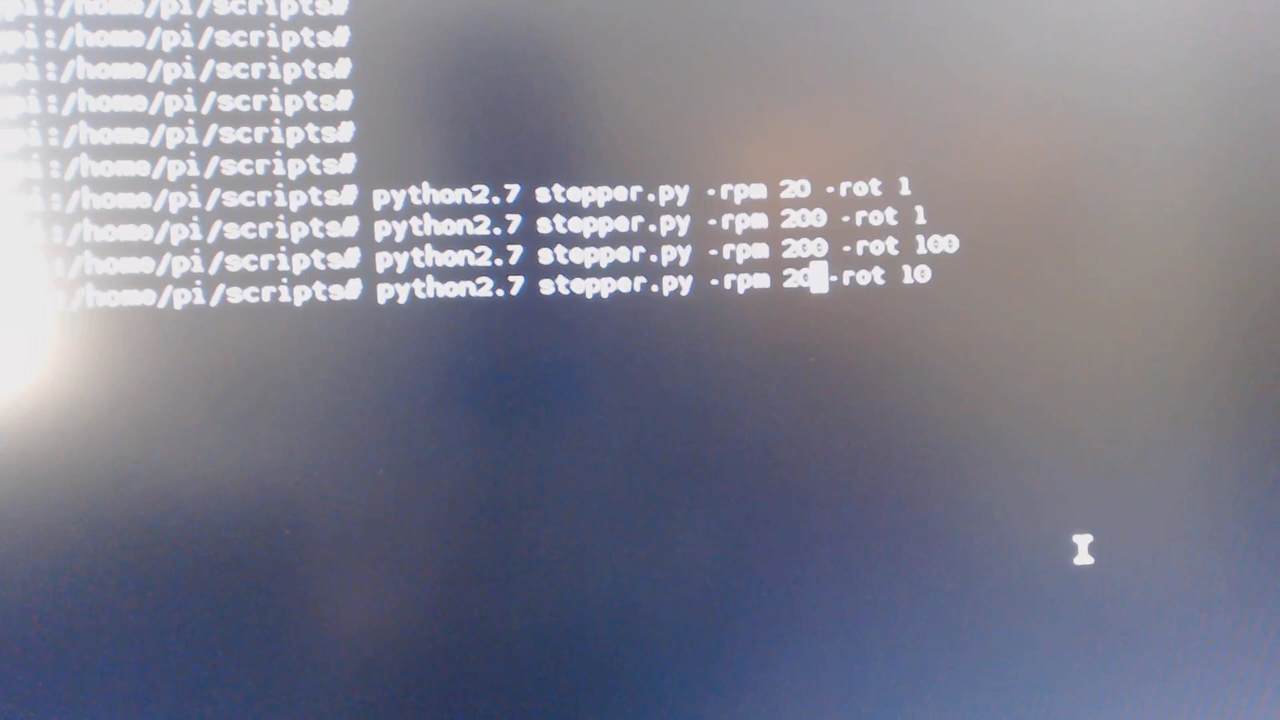 pi:/home/pi/scripts#
pi:/home/pi/scripts#
pi:/home/pi/scripts#
pi:/home/pi/scripts#
pi:/home/pi/scripts#
pi:/home/pi/scripts#
:/home/pi/scripts# python2.7 stepper.py -rpm 20 -rot 1
:/home/pi/scripts# python2.7 stepper.py -rpm 200 -rot 1
:/home/pi/scripts# python2.7 stepper.py -rpm 200 -rot 100
:/home/pi/scripts# python2.7 stepper.py -rpm 20 -rot 10